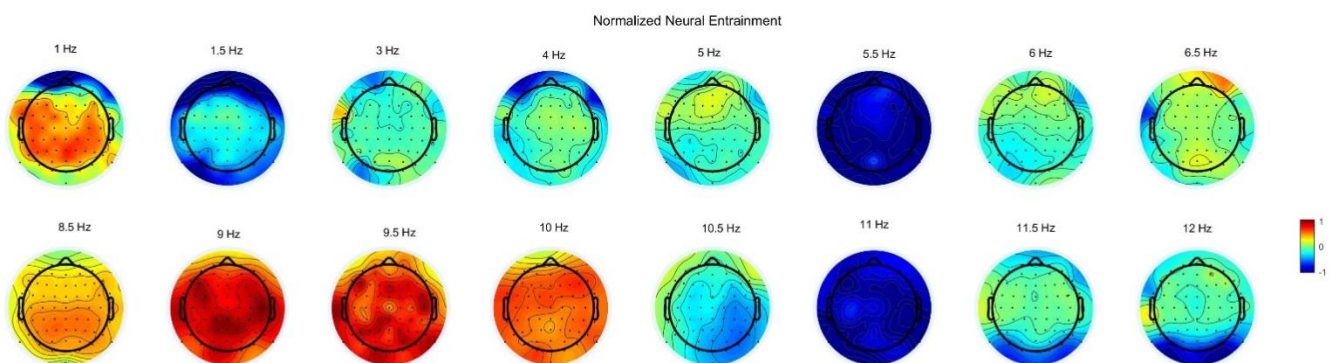 Normalized Neural Entrainment
1 Hz 1.5 Hz 3 Hz 4 Hz 5 Hz 5.5 Hz 6 Hz 6.5 Hz
8.5 Hz 9 Hz 9.5 Hz 10 Hz 10.5 Hz 11 Hz 11.5 Hz 12 Hz
1
0
-1